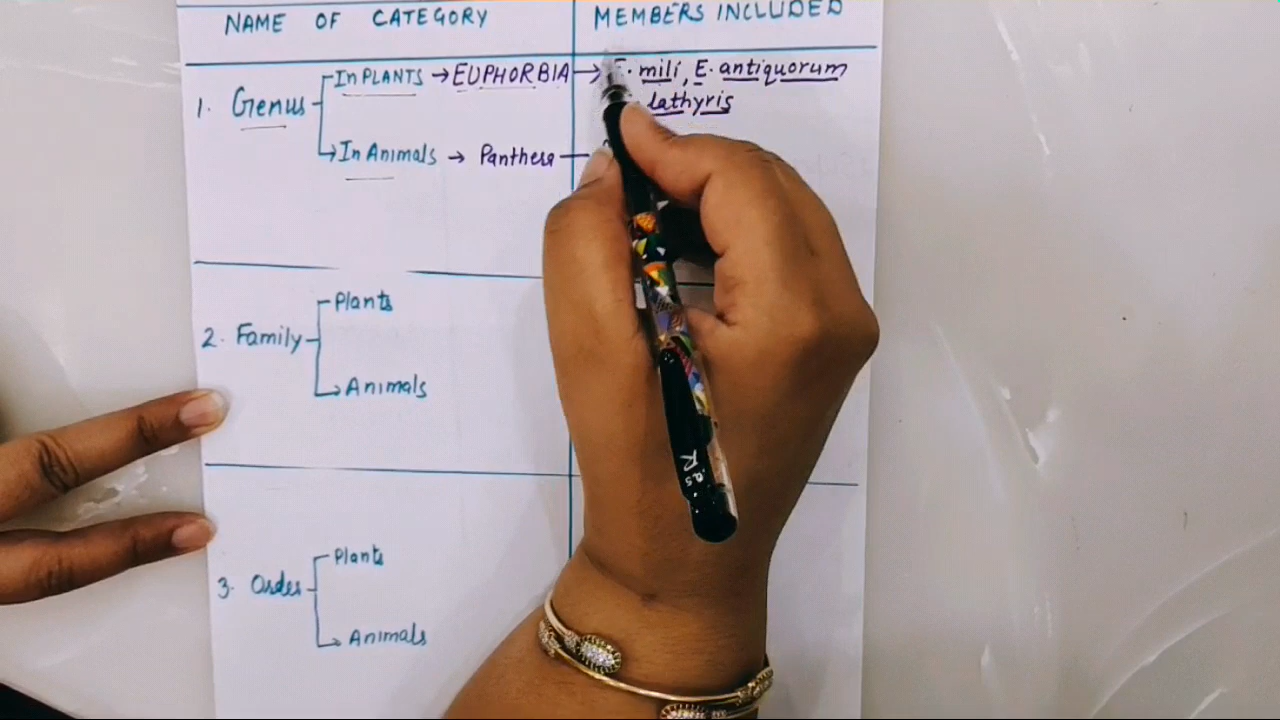 NAME OF CATEGORY
MEMBERS INCLUDED
1. Genus
In PLANTS → EUPHORBIA → E. mili, E. antiquorum
lathyris
In Animals → Panthera
2. Family
Plants
Animals
3. Order
Plants
Animals